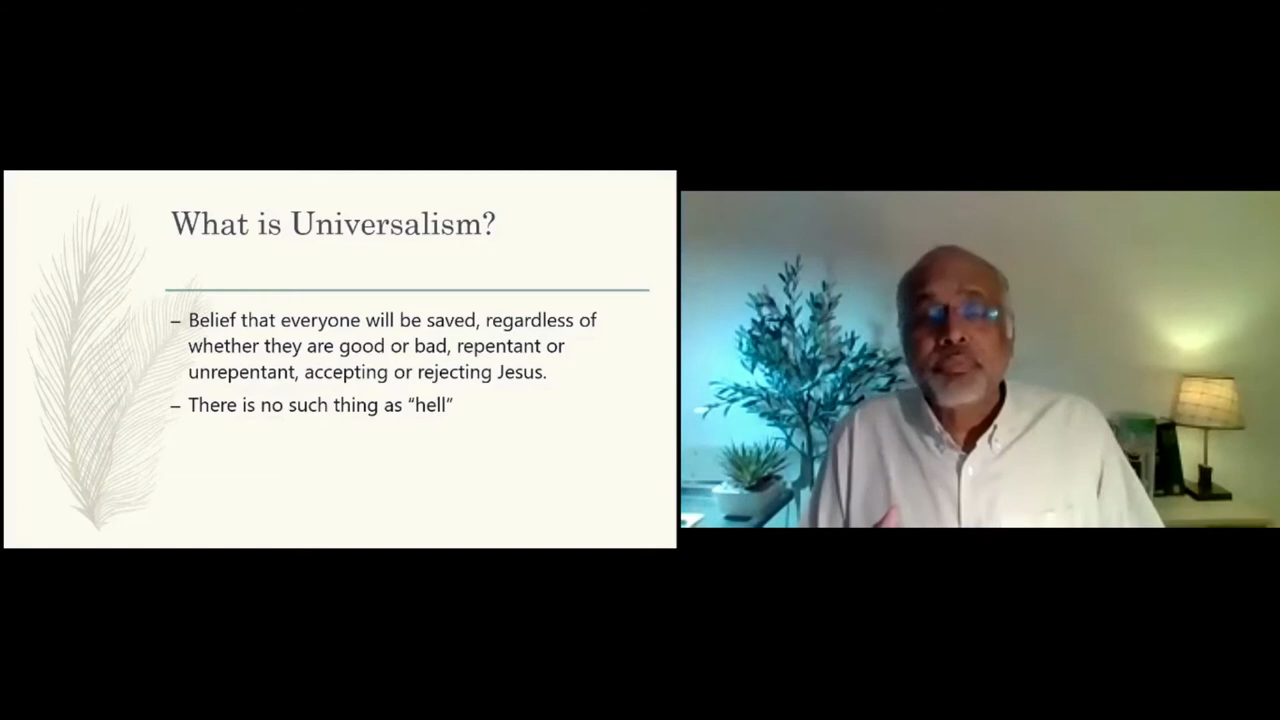 What is Universalism?
– Belief that everyone will be saved, regardless of
whether they are good or bad, repentant or
unrepentant, accepting or rejecting Jesus.
– There is no such thing as “hell”